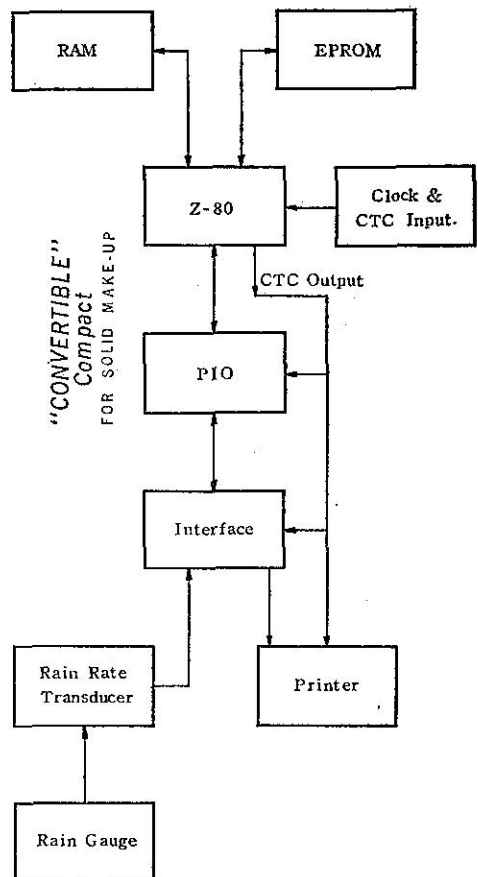 RAM
EPROM
Z-80
Clock &
CTC Input.
CTC Output
"CONVERTIBLE"
Compact
FOR SOLID MAKE-UP
PIO
Interface
Rain Rate
Transducer
Printer
Rain Gauge